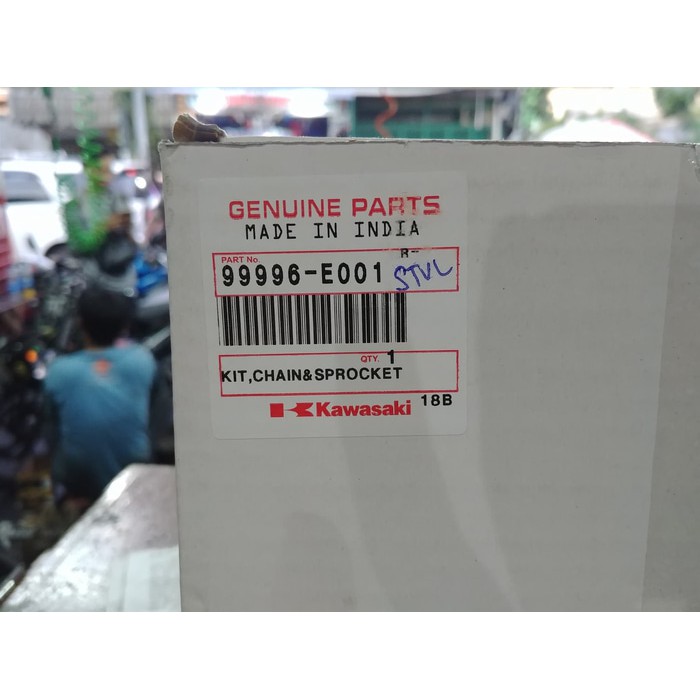 GENUINE PARTS
MADE IN INDIA
R-
PART No.
99996-E001
STVL
QTY. 1
KIT,CHAIN&SPROCKET
Kawasaki 18B